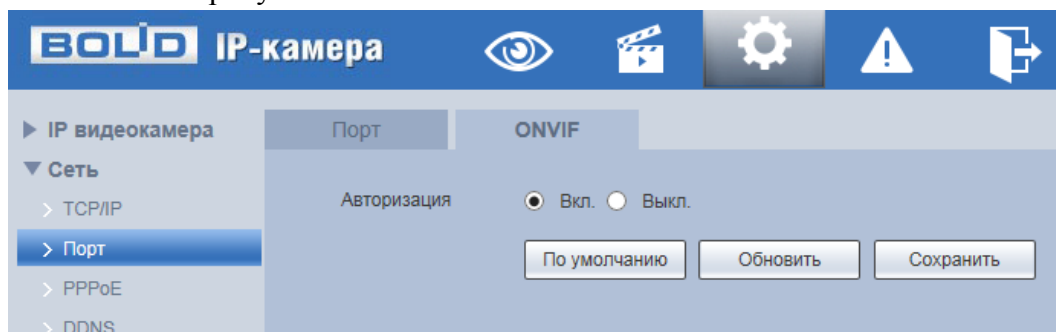 BOLID IP-камера
IP видеокамера
Порт
ONVIF
Сеть
TCP/IP
Авторизация
Вкл.
Выкл.
Порт
По умолчанию
Обновить
Сохранить
PPPoE
DDNS